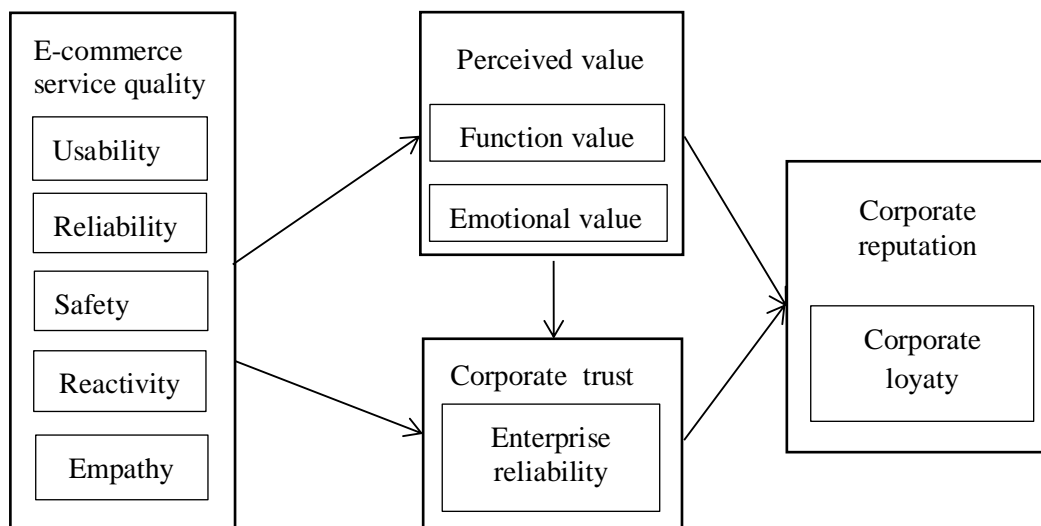 E-commerce
service quality
Usability
Reliability
Safety
Reactivity
Empathy
Perceived value
Function value
Emotional value
Corporate trust
Enterprise
reliability
Corporate
reputation
Corporate
loyaty